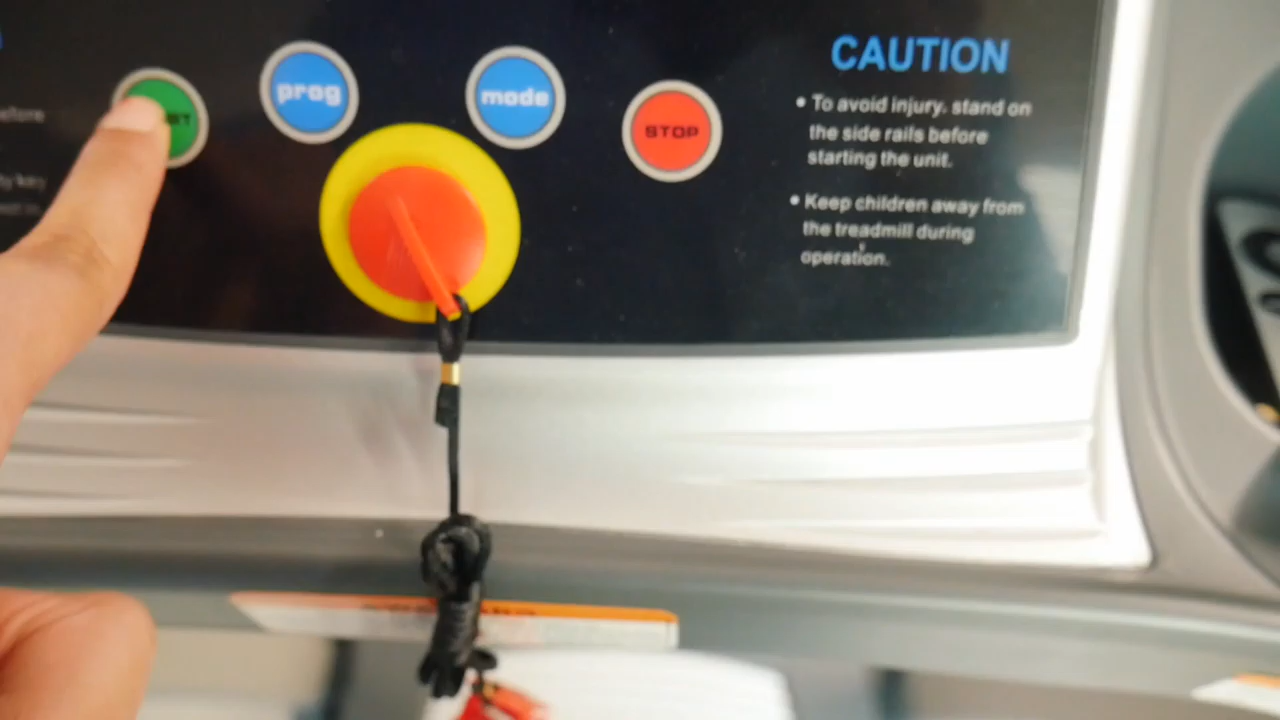 prog
mode
STOP
CAUTION
• To avoid injury. stand on
the side rails before
starting the unit.
• Keep children away from
the treadmill during
operation.